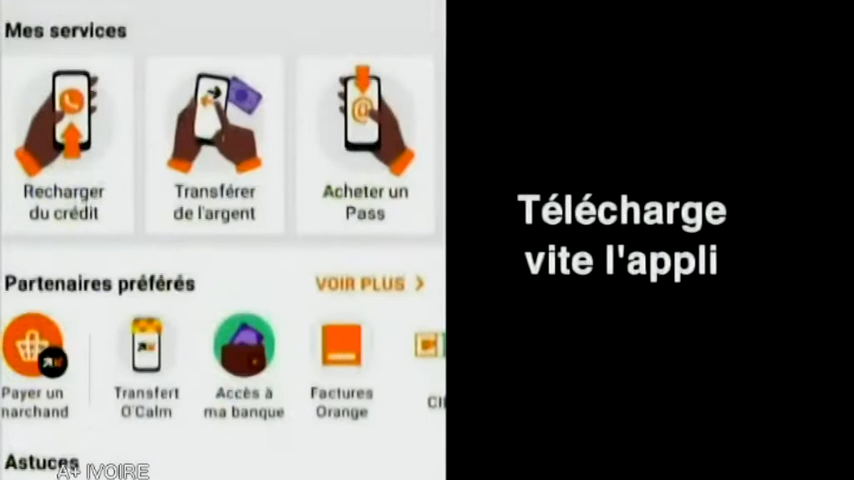 Mes services
Recharger
du crédit
Transférer
de l'argent
Acheter un
Pass
Télécharge
vite l'appli
Partenaires préférés
VOIR PLUS >
Payer un
marchand
Transfert
O'Calm
Accès à
ma banque
Factures
Orange
CI
Astuces
A+ IVOIRE